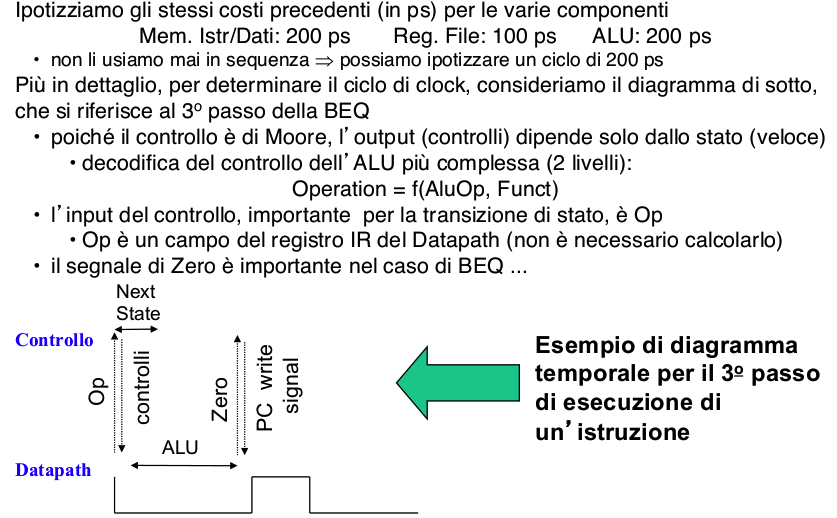 Ipotizziamo gli stessi costi precedenti (in ps) per le varie componenti
Mem. Istr/Dati: 200 ps Reg. File: 100 ps ALU: 200 ps
• non li usiamo mai in sequenza ⇒ possiamo ipotizzare un ciclo di 200 ps
Più in dettaglio, per determinare il ciclo di clock, consideriamo il diagramma di sotto,
che si riferisce al 3º passo della BEQ
• poiché il controllo è di Moore, l’output (controlli) dipende solo dallo stato (veloce)
• decodifica del controllo dell’ALU più complessa (2 livelli):
Operation = f(AluOp, Funct)
• l’input del controllo, importante per la transizione di stato, è Op
• Op è un campo del registro IR del Datapath (non è necessario calcolarlo)
• il segnale di Zero è importante nel caso di BEQ ...
Next
State
Controllo
Op
controlli
Zero
PC write
signal
ALU
Datapath
Esempio di diagramma
temporale per il 3º passo
di esecuzione di
un’istruzione